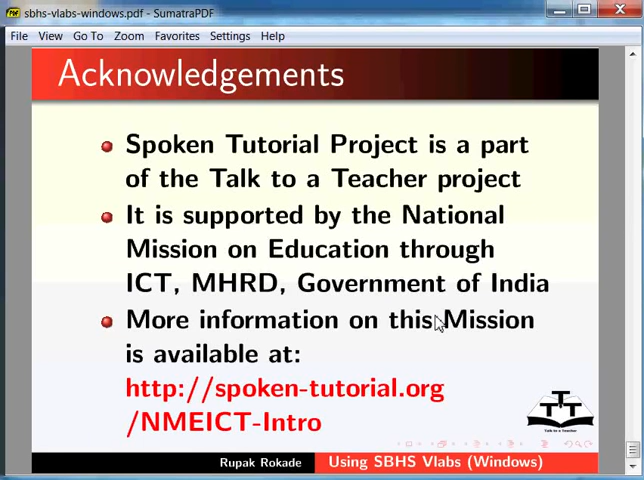 sbhs-vlabs-windows.pdf - SumatraPDF
File View Go To Zoom Favorites Settings Help
Acknowledgements
Spoken Tutorial Project is a part
of the Talk to a Teacher project
It is supported by the National
Mission on Education through
ICT, MHRD, Government of India
More information on this Mission
is available at:
http://spoken-tutorial.org
/NMEICT-Intro
TTT
Talk to a Teacher
Rupak Rokade Using SBHS Vlabs (Windows)